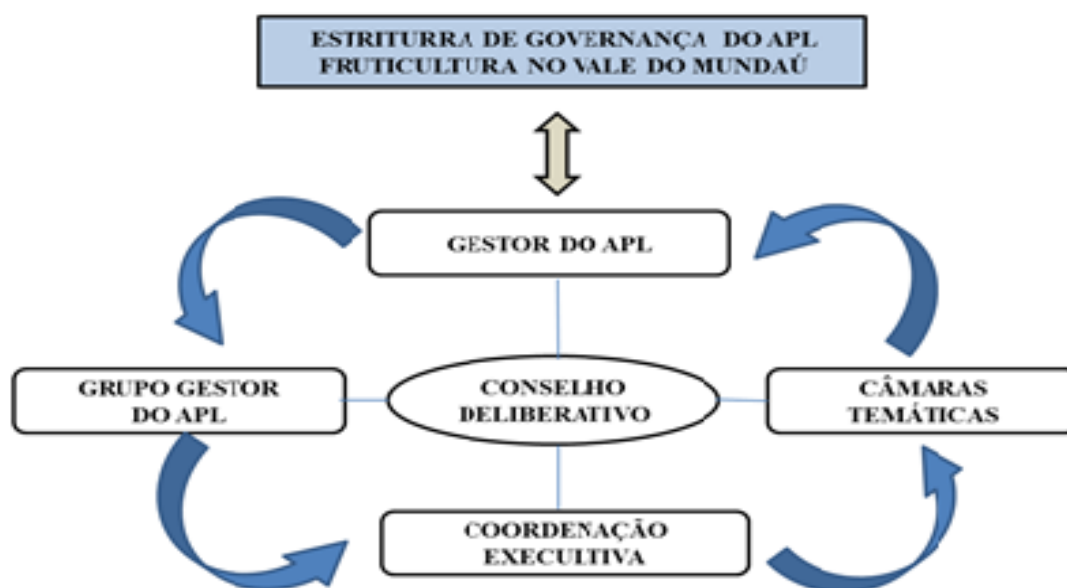 ESTRITURRA DE GOVERNANÇA DO APL
FRUTICULTURA NO VALE DO MUNDAÚ
GESTOR DO APL
GRUPO GESTOR
DO APL
CONSELHO
DELIBERATIVO
CÂMARAS
TEMÁTICAS
COORDENAÇÃO
EXECULTIVA